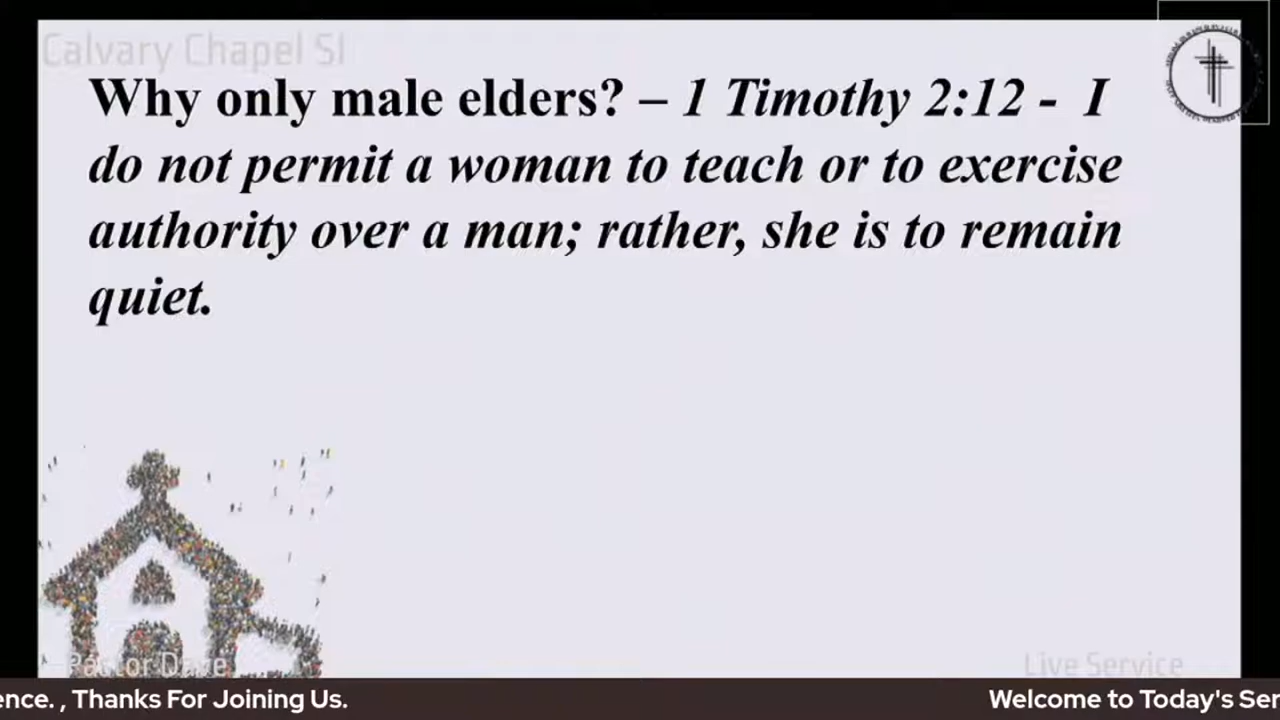 Calvary Chapel SI
Why only male elders? – 1 Timothy 2:12 - I
do not permit a woman to teach or to exercise
authority over a man; rather, she is to remain
quiet.
Pastor Dave
Live Service
ence. , Thanks For Joining Us.
Welcome to Today's Ser